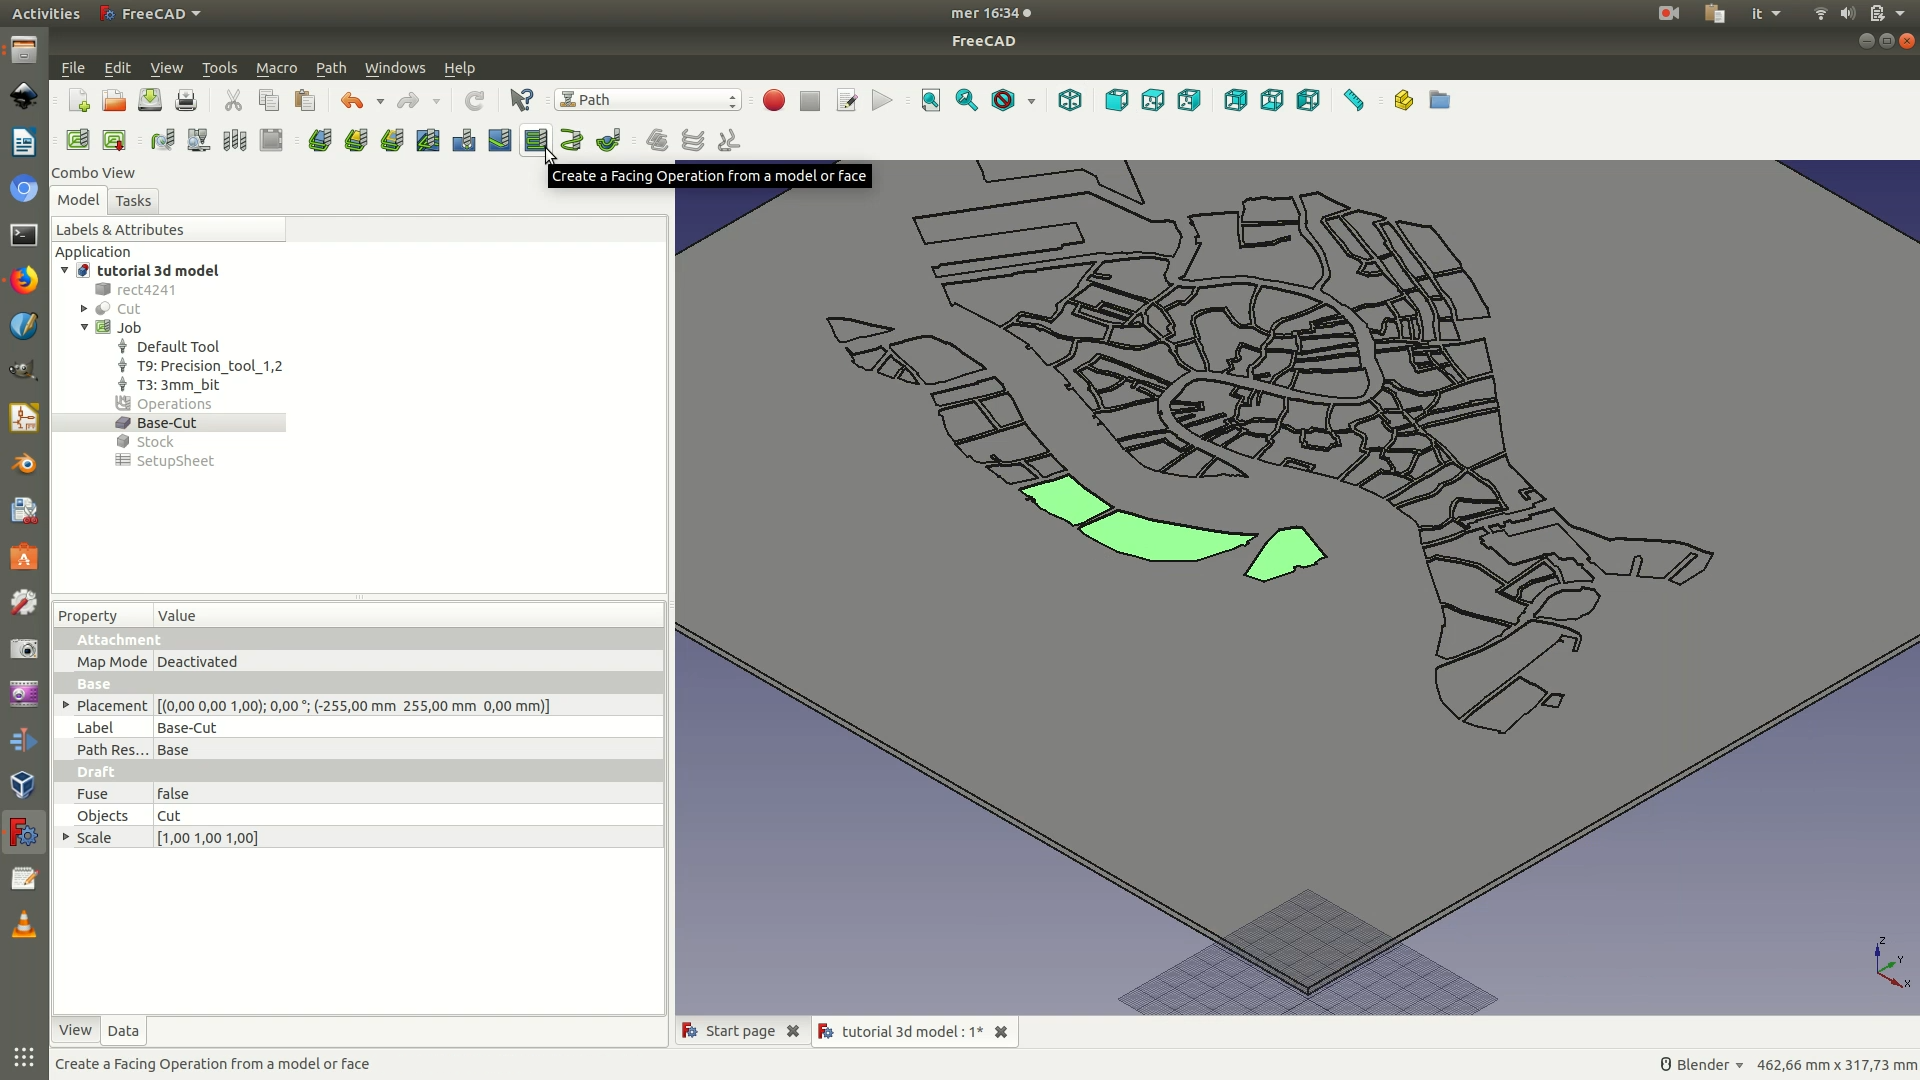 Activities
FreeCAD
mer 16:34
it
FreeCAD
File Edit View Tools Macro Path Windows Help
Path
Combo View
Create a Facing Operation from a model or face
Model Tasks
Labels & Attributes
Application
tutorial 3d model
rect4241
Cut
Job
Default Tool
T9: Precision_tool_1,2
T3: 3mm_bit
Operations
Base-Cut
Stock
SetupSheet
Property Value
Attachment
Map Mode Deactivated
Base
Placement [(0,00 0,00 1,00); 0,00 °; (-255,00 mm 255,00 mm 0,00 mm)]
Label Base-Cut
Path Res... Base
Draft
Fuse false
Objects Cut
Scale [1,00 1,00 1,00]
Z
Y
X
View Data
Start page
tutorial 3d model : 1*
Create a Facing Operation from a model or face
Blender 462,66 mm x 317,73 mm